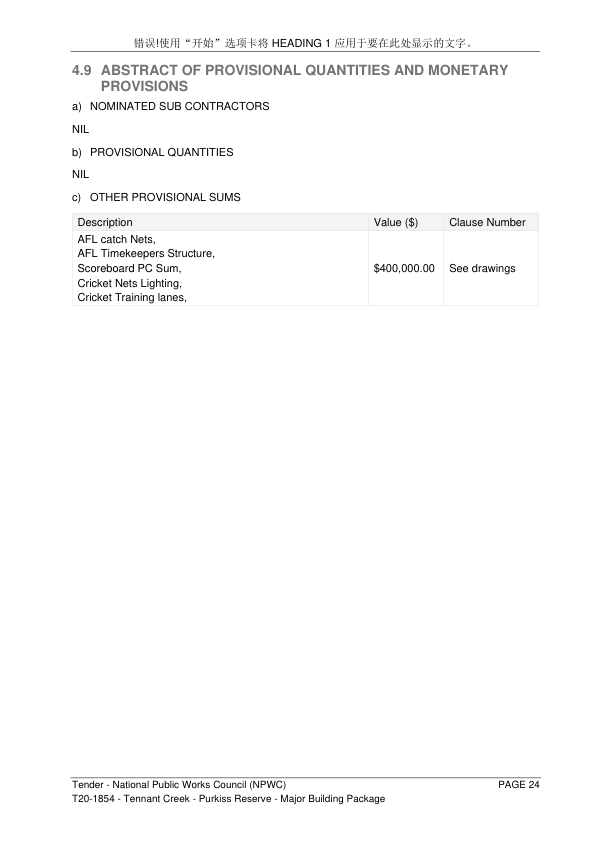 错误!使用“开始”选项卡将 HEADING 1 应用于要在此处显示的文字。
4.9 ABSTRACT OF PROVISIONAL QUANTITIES AND MONETARY
PROVISIONS
a) NOMINATED SUB CONTRACTORS
NIL
b) PROVISIONAL QUANTITIES
NIL
c) OTHER PROVISIONAL SUMS
Description Value ($) Clause Number
AFL catch Nets,
AFL Timekeepers Structure,
Scoreboard PC Sum, $400,000.00 See drawings
Cricket Nets Lighting,
Cricket Training lanes,
Tender - National Public Works Council (NPWC) PAGE 24
T20-1854 - Tennant Creek - Purkiss Reserve - Major Building Package